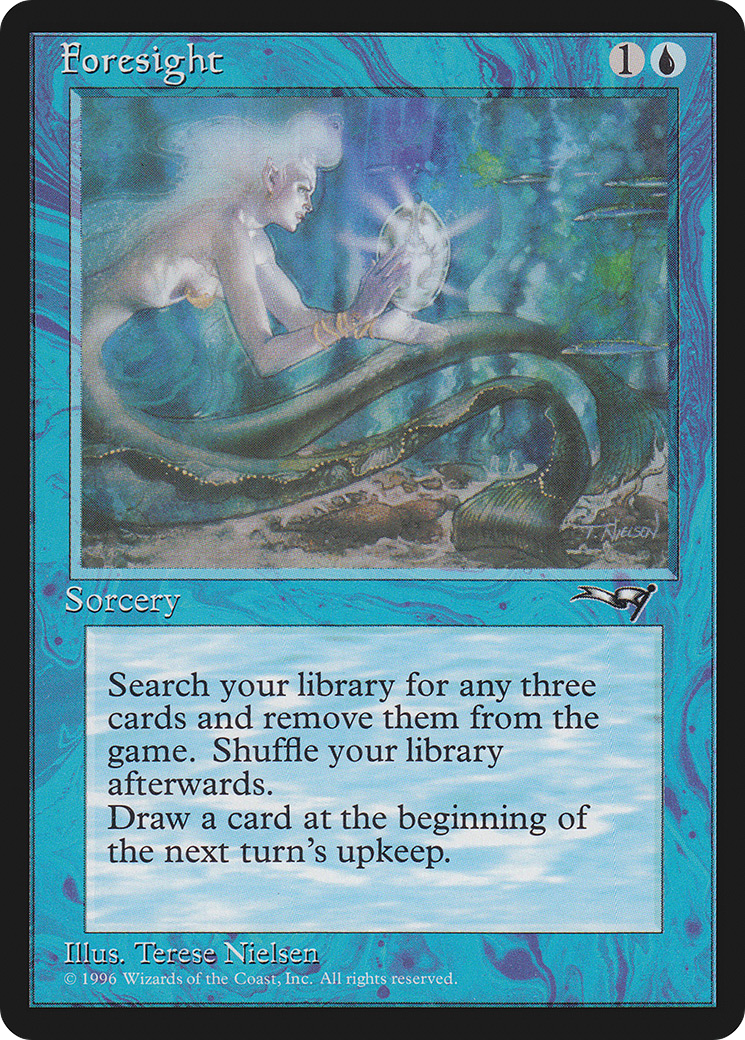 Foresight 1
T. NIELSON
Sorcery
Search your library for any three
cards and remove them from the
game. Shuffle your library
afterwards.
Draw a card at the beginning of
the next turn's upkeep.
Illus. Terese Nielsen
© 1996 Wizards of the Coast, Inc. All rights reserved.